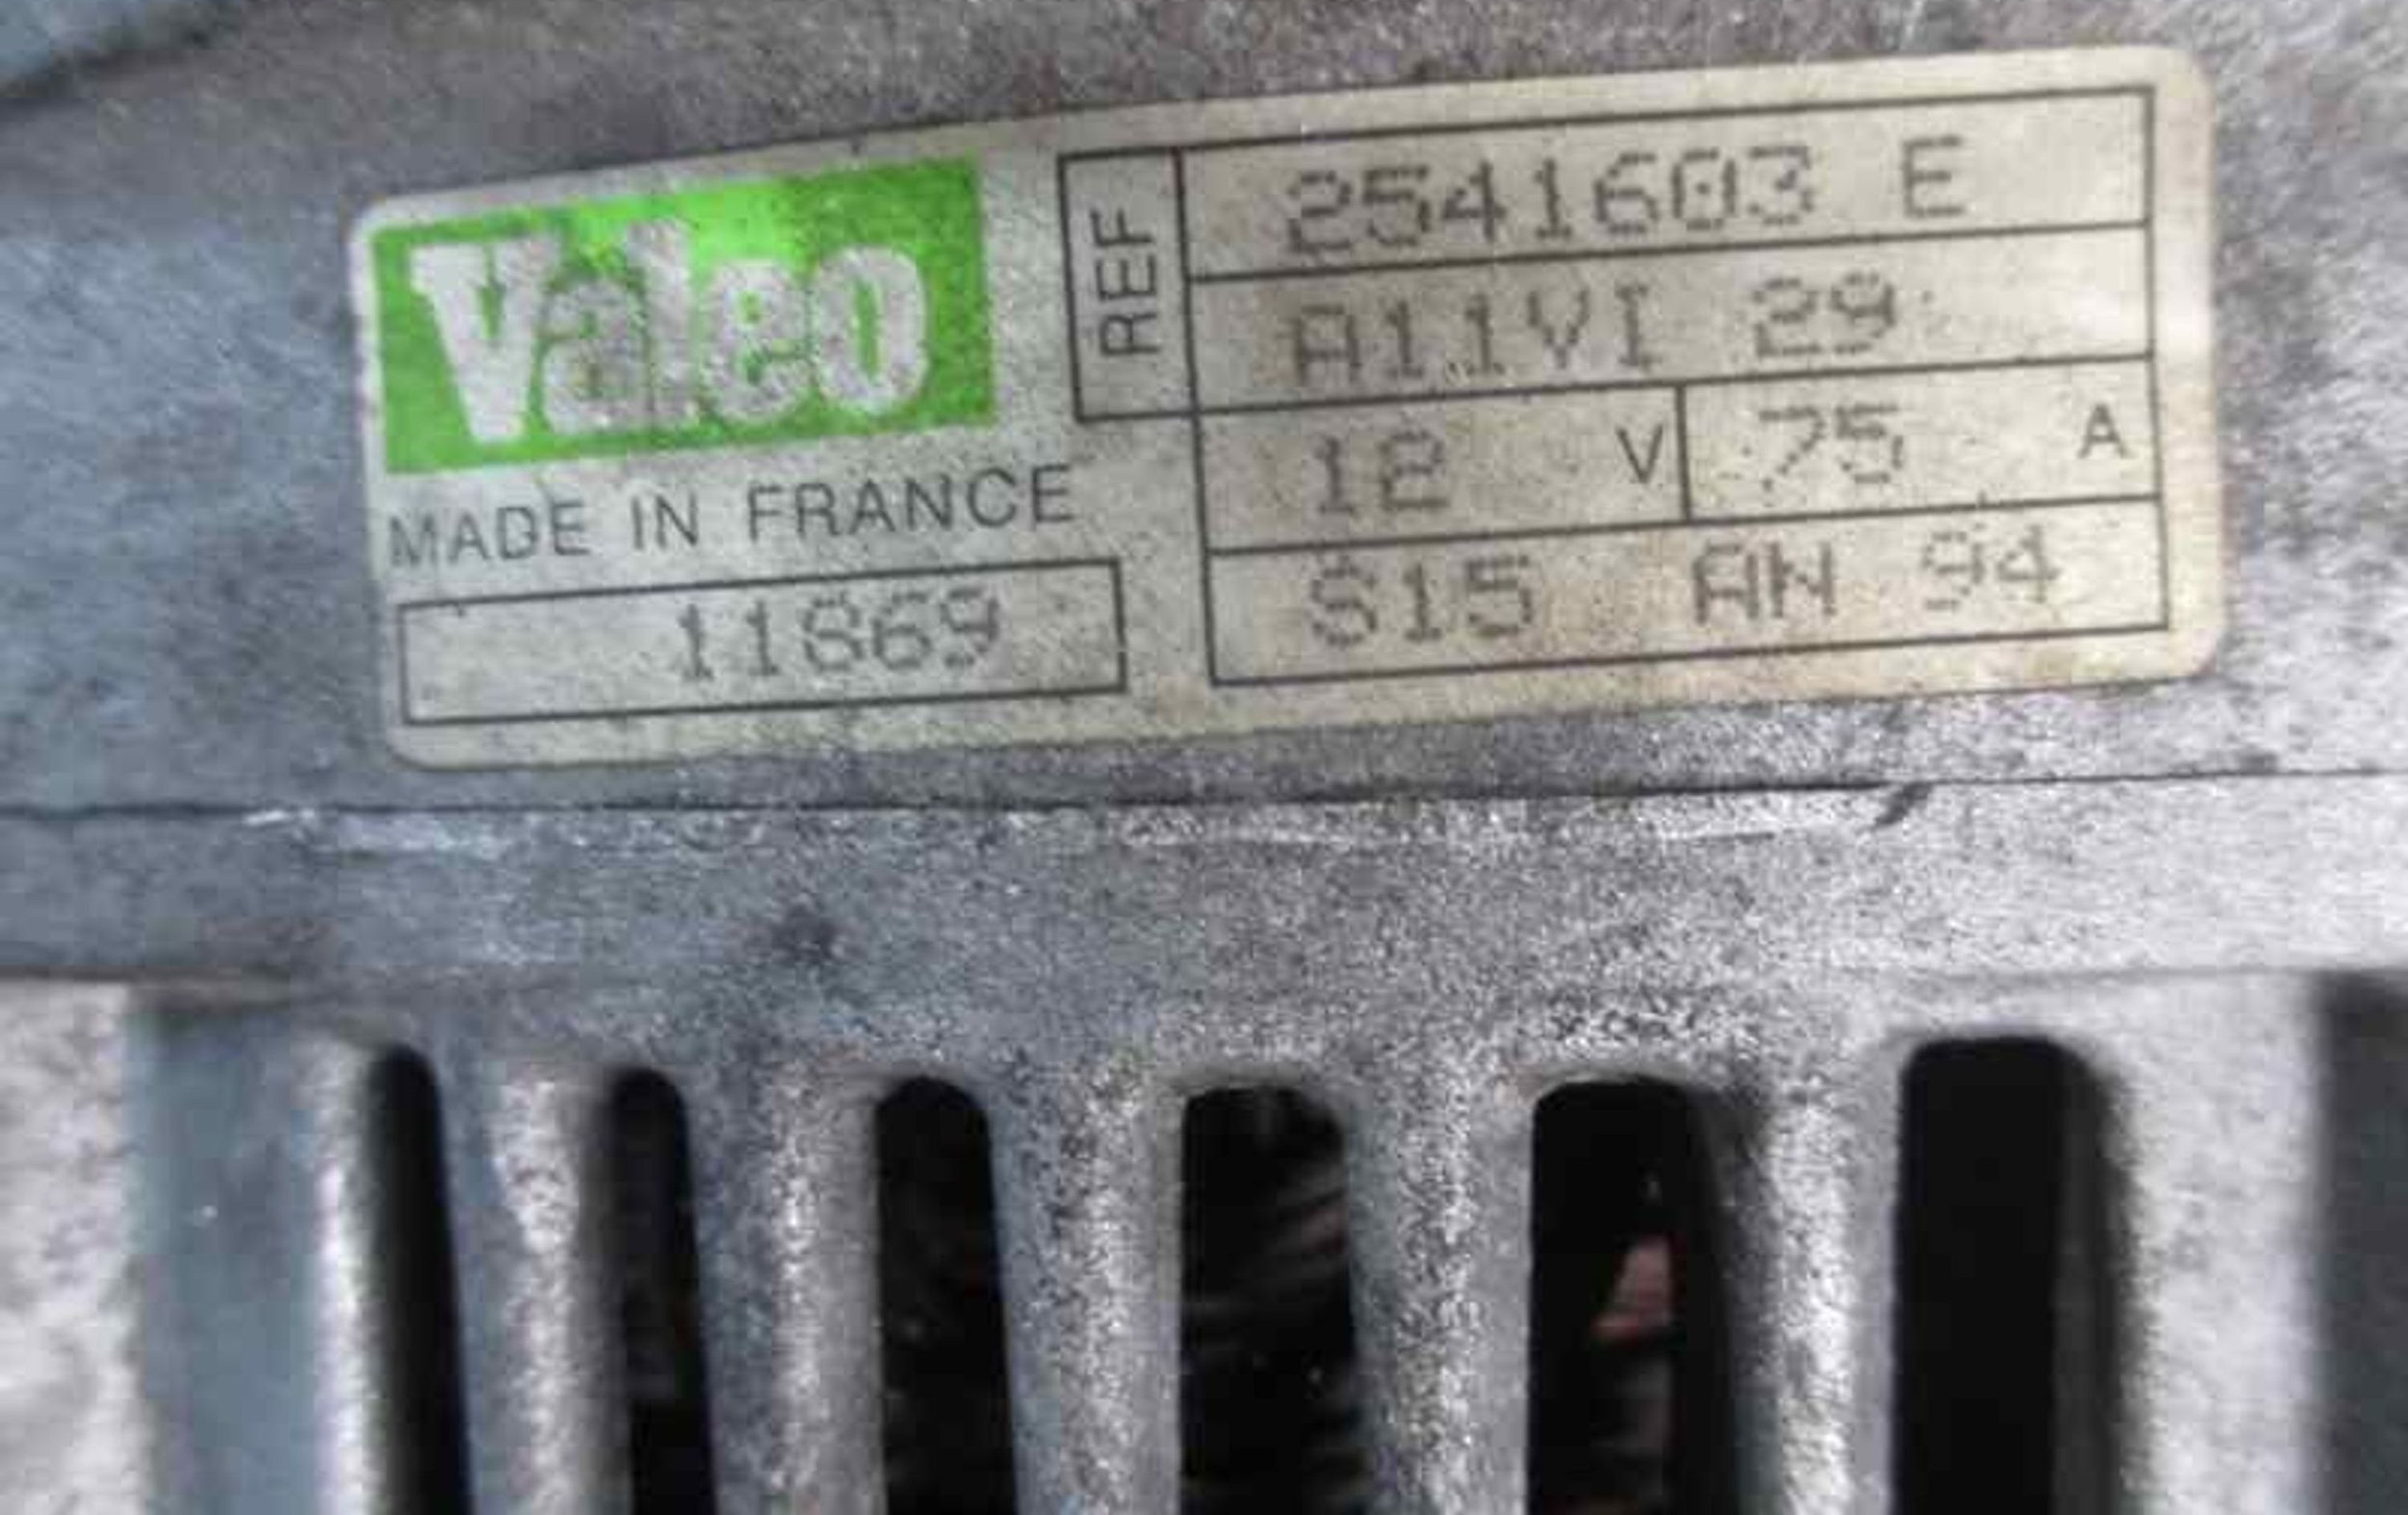 Valeo
MADE IN FRANCE
11869
REF
2541603 E
A11VI 29
12 V 75 A
S15 AN 94